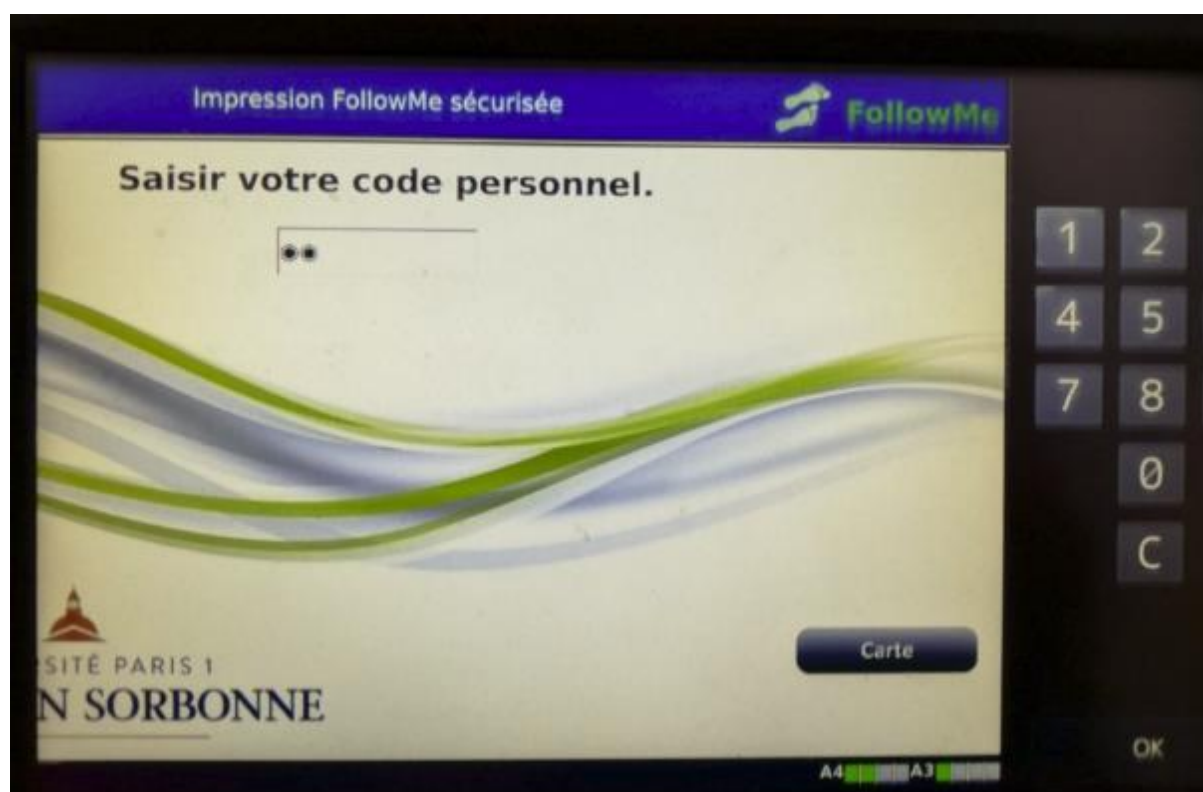 Impression FollowMe sécurisée
FollowMe
Saisir votre code personnel.
1 2
4 5
7 8
0
C
Carte
SITÉ PARIS 1
N SORBONNE
OK
A4 A3